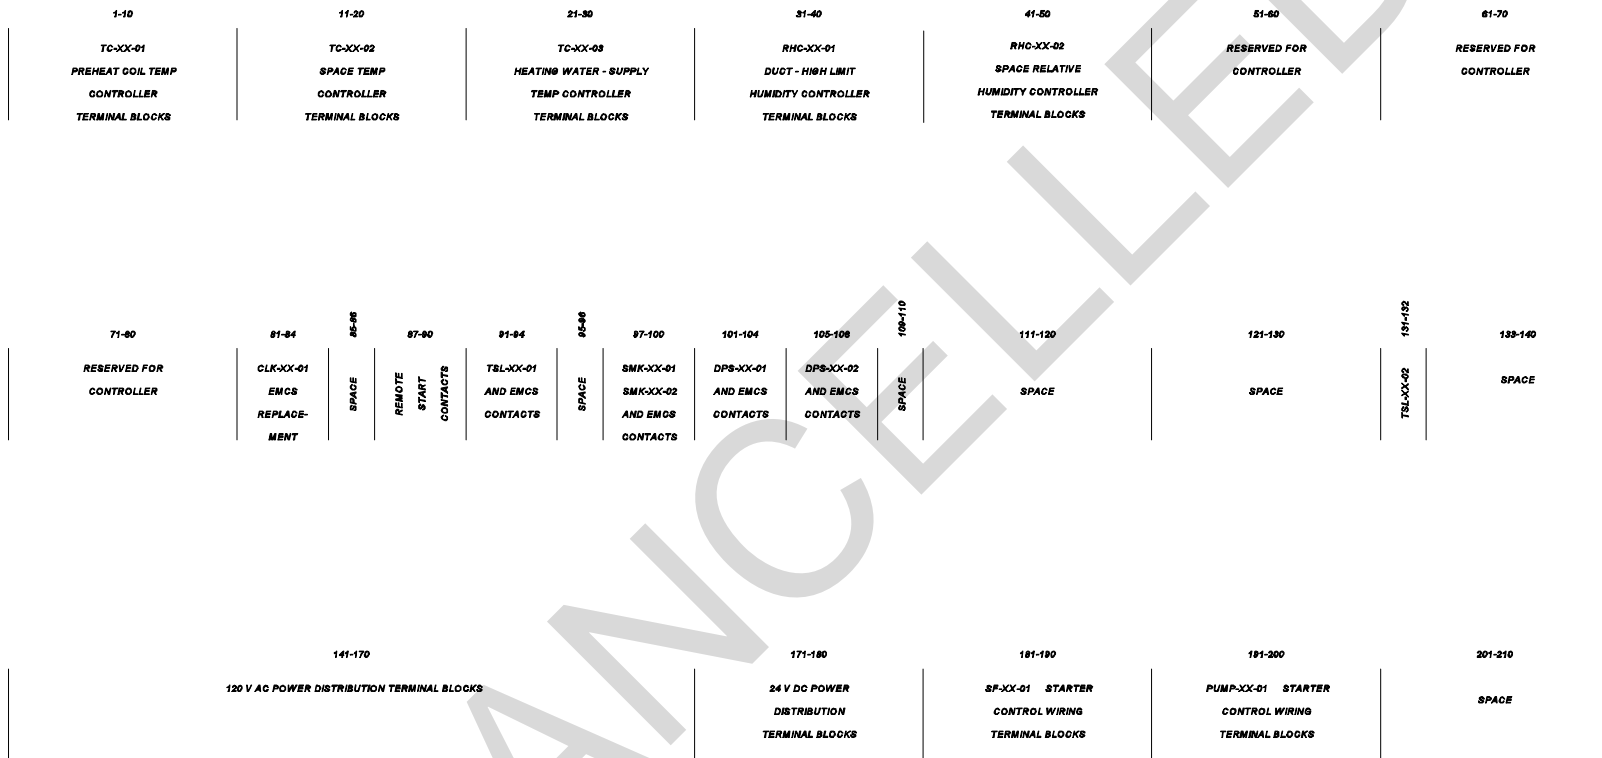 1-10 11-20 21-30 31-40 41-50 51-60 61-70
TC-XX-01 TC-XX-02 TC-XX-03 RHC-XX-01 RHC-XX-02 RESERVED FOR RESERVED FOR
PREHEAT COIL TEMP SPACE TEMP HEATING WATER - SUPPLY DUCT - HIGH LIMIT SPACE RELATIVE CONTROLLER CONTROLLER
CONTROLLER CONTROLLER TEMP CONTROLLER HUMIDITY CONTROLLER HUMIDITY CONTROLLER
TERMINAL BLOCKS TERMINAL BLOCKS TERMINAL BLOCKS TERMINAL BLOCKS TERMINAL BLOCKS
71-80 81-84 85-86 87-90 91-94 95-96 97-100 101-104 105-108 109-110 111-120 121-130 131-132 133-140
RESERVED FOR
CONTROLLER
CLK-XX-01
EMCS
REPLACE-
MENT
SPACE
REMOTE
START
CONTACTS
TSL-XX-01
AND EMCS
CONTACTS
SPACE
SMK-XX-01
SMK-XX-02
AND EMCS
CONTACTS
DPS-XX-01
AND EMCS
CONTACTS
DPS-XX-02
AND EMCS
CONTACTS
SPACE
SPACE
SPACE
TSL-XX-02
SPACE
141-170 171-180 181-190 191-200 201-210
120 V AC POWER DISTRIBUTION TERMINAL BLOCKS
24 V DC POWER
DISTRIBUTION
TERMINAL BLOCKS
SF-XX-01 STARTER
CONTROL WIRING
TERMINAL BLOCKS
PUMP-XX-01 STARTER
CONTROL WIRING
TERMINAL BLOCKS
SPACE
ANCELLED